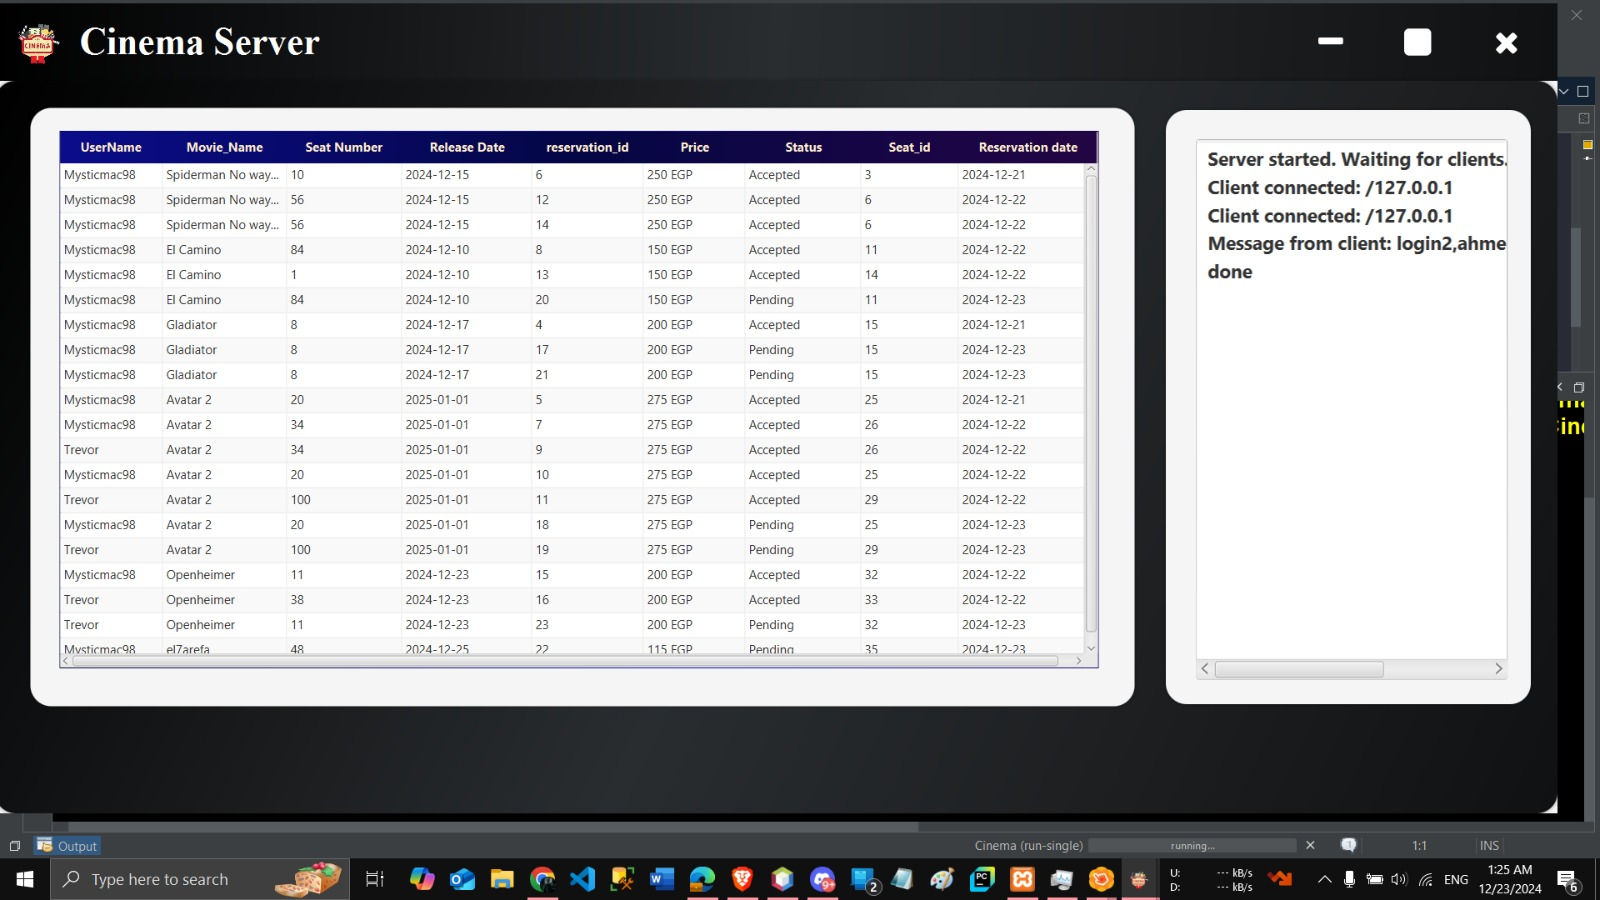 Cinema Server
UserName Movie_Name Seat Number Release Date reservation_id Price Status Seat_id Reservation date
Mysticmac98 Spiderman No way... 10 2024-12-15 6 250 EGP Accepted 3 2024-12-21
Mysticmac98 Spiderman No way... 56 2024-12-15 12 250 EGP Accepted 6 2024-12-22
Mysticmac98 Spiderman No way... 56 2024-12-15 14 250 EGP Accepted 6 2024-12-22
Mysticmac98 El Camino 84 2024-12-10 8 150 EGP Accepted 11 2024-12-22
Mysticmac98 El Camino 1 2024-12-10 13 150 EGP Accepted 14 2024-12-22
Mysticmac98 El Camino 84 2024-12-10 20 150 EGP Pending 11 2024-12-23
Mysticmac98 Gladiator 8 2024-12-17 4 200 EGP Accepted 15 2024-12-21
Mysticmac98 Gladiator 8 2024-12-17 17 200 EGP Pending 15 2024-12-23
Mysticmac98 Gladiator 8 2024-12-17 21 200 EGP Pending 15 2024-12-23
Mysticmac98 Avatar 2 20 2025-01-01 5 275 EGP Accepted 25 2024-12-21
Mysticmac98 Avatar 2 34 2025-01-01 7 275 EGP Accepted 26 2024-12-22
Trevor Avatar 2 34 2025-01-01 9 275 EGP Accepted 26 2024-12-22
Mysticmac98 Avatar 2 20 2025-01-01 10 275 EGP Accepted 25 2024-12-22
Trevor Avatar 2 100 2025-01-01 11 275 EGP Accepted 29 2024-12-22
Mysticmac98 Avatar 2 20 2025-01-01 18 275 EGP Pending 25 2024-12-23
Trevor Avatar 2 100 2025-01-01 19 275 EGP Pending 29 2024-12-23
Mysticmac98 Openheimer 11 2024-12-23 15 200 EGP Accepted 32 2024-12-22
Trevor Openheimer 38 2024-12-23 16 200 EGP Accepted 33 2024-12-22
Trevor Openheimer 11 2024-12-23 23 200 EGP Pending 32 2024-12-23
Mysticmac98 el7arefa 48 2024-12-25 22 115 EGP Pending 35 2024-12-23
Server started. Waiting for clients.
Client connected: /127.0.0.1
Client connected: /127.0.0.1
Message from client: login2,ahme
done
Output
Cinema (run-single) running... 1:1 INS
Type here to search
U: --- kB/s
D: --- kB/s
ENG
1:25 AM
12/23/2024